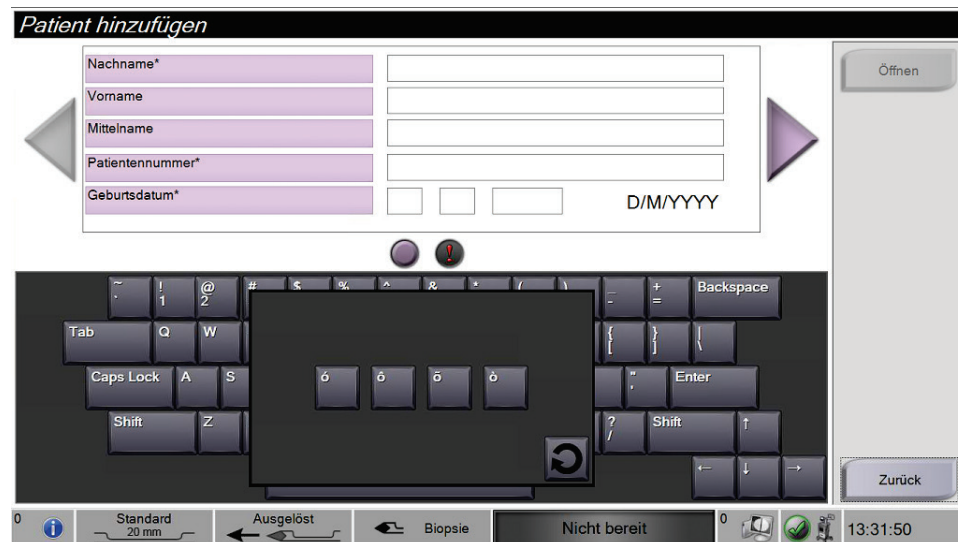 Patient hinzufügen
Nachname*
Öffnen
Vorname
Mittelname
Patientennummer*
Geburtsdatum*
D/M/YYYY
~ ! @ # $ % ^ & * ( ) _ + Backspace
` 1 2 - =
Tab Q W { } |
[ ] \
Caps Lock A S ó ô õ ò " Enter
'
Shift Z ? Shift ↑
/
← ↓ →
Zurück
0 Standard Ausgelöst Biopsie Nicht bereit 0 13:31:50
20 mm